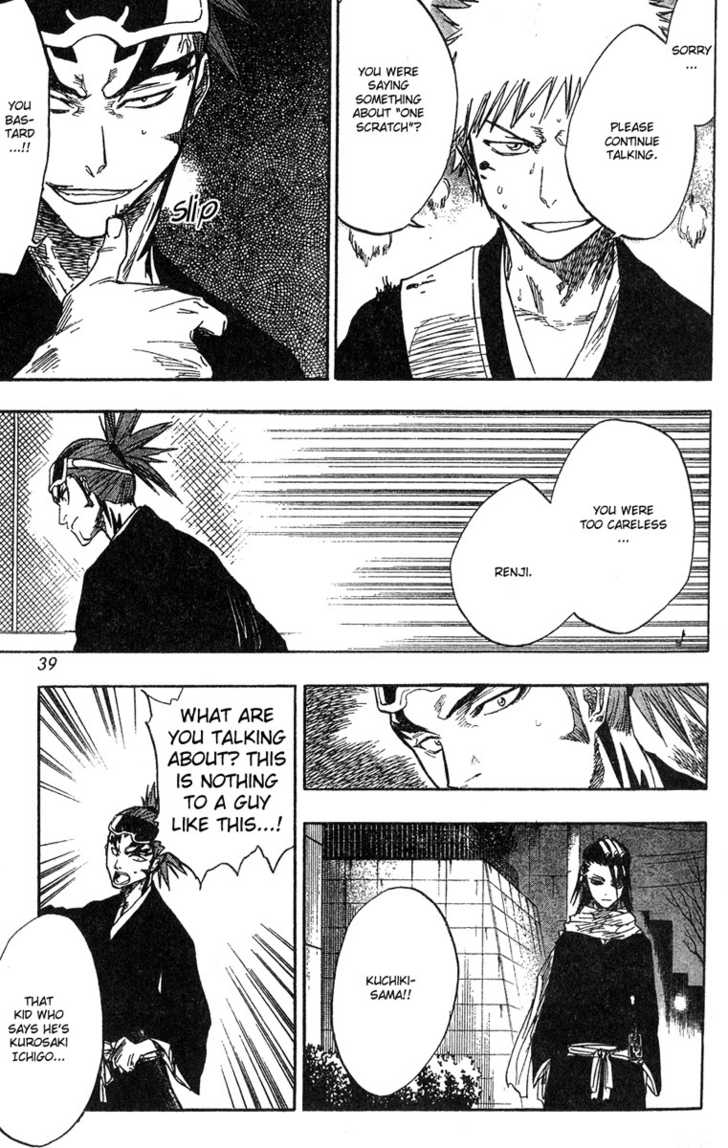 SORRY
...
PLEASE
CONTINUE
TALKING.
YOU WERE
SAYING
SOMETHING
ABOUT "ONE
SCRATCH"?
slip
YOU
BAS-
TARD
...!!
YOU WERE
TOO CARELESS
...
RENJI.
39
KUCHIKI-
SAMA!!
WHAT ARE
YOU TALKING
ABOUT? THIS
IS NOTHING
TO A GUY
LIKE THIS...!
THAT
KID WHO
SAYS HE'S
KUROSAKI
ICHIGO...